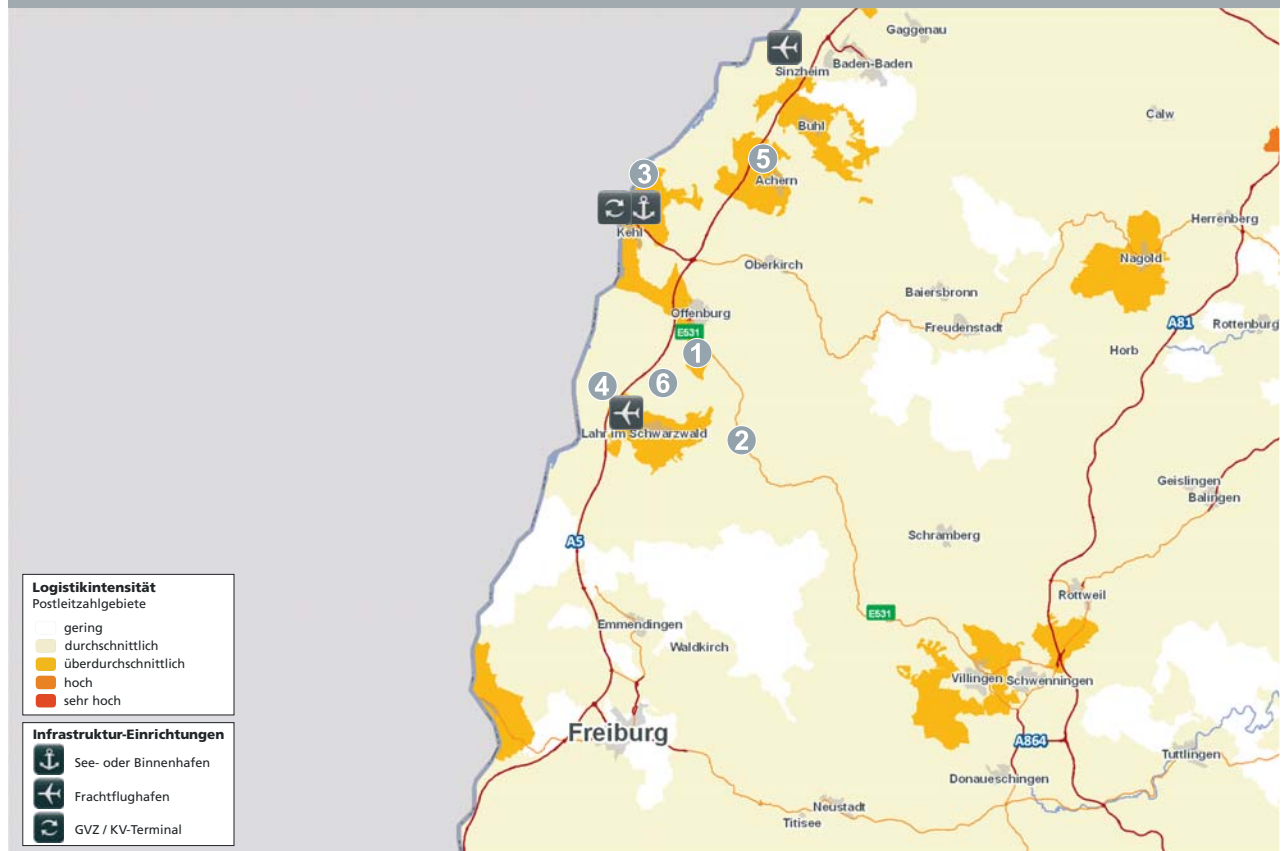 Gaggenau
Sinzheim
Baden-Baden
Calw
Bühl
5
3
Achern
Herrenberg
Kehl
Nagold
Oberkirch
Baiersbronn
Offenburg
Freudenstadt
A81
Rottenburg
E531
1
Horb
4
6
Lahr im Schwarzwald
2
Geislingen
Balingen
Schramberg
A5
Logistikintensität
Postleitzahlgebiete
gering
durchschnittlich
überdurchschnittlich
hoch
sehr hoch
Rottweil
E531
Emmendingen
Waldkirch
Villingen
Schwenningen
Freiburg
A864
Tuttlingen
Donaueschingen
Neustadt
Titisee
Infrastruktur-Einrichtungen
See- oder Binnenhafen
Frachtflughafen
GVZ / KV-Terminal